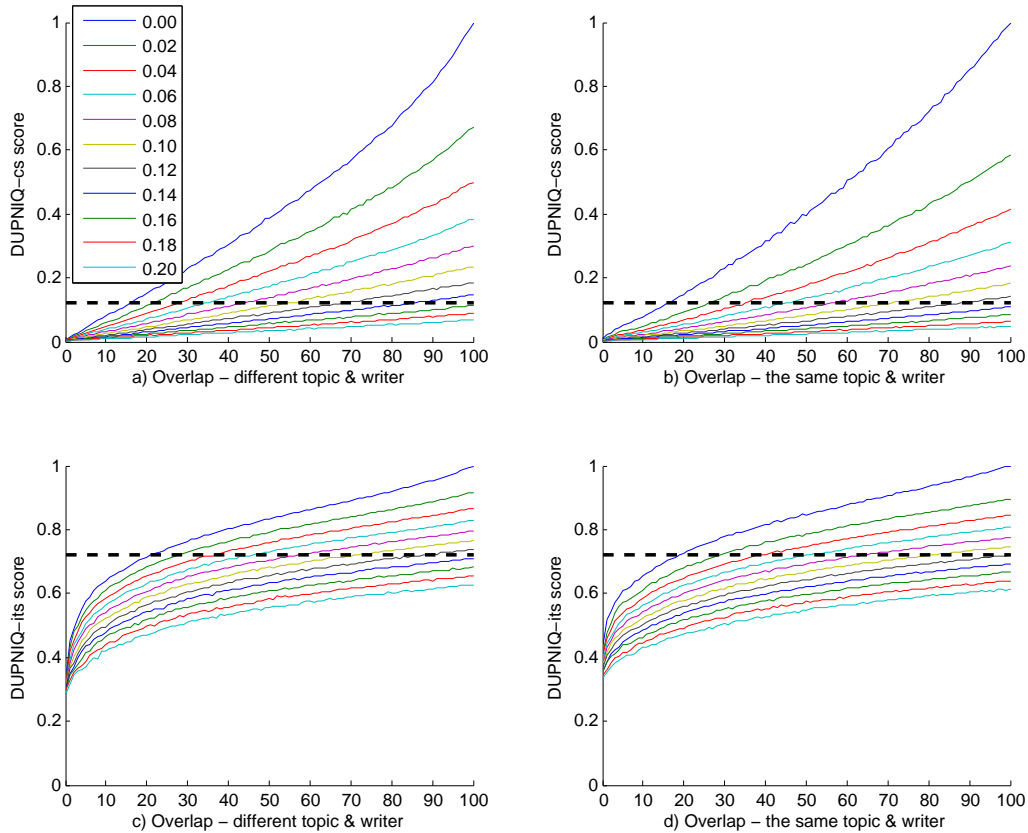 DUPNIQ−cs score
1
0.8
0.6
0.4
0.2
0
0 10 20 30 40 50 60 70 80 90 100
a) Overlap − different topic & writer
0.00
0.02
0.04
0.06
0.08
0.10
0.12
0.14
0.16
0.18
0.20
DUPNIQ−cs score
1
0.8
0.6
0.4
0.2
0
0 10 20 30 40 50 60 70 80 90 100
b) Overlap − the same topic & writer
DUPNIQ−its score
1
0.8
0.6
0.4
0.2
0
0 10 20 30 40 50 60 70 80 90 100
c) Overlap − different topic & writer
DUPNIQ−its score
1
0.8
0.6
0.4
0.2
0
0 10 20 30 40 50 60 70 80 90 100
d) Overlap − the same topic & writer